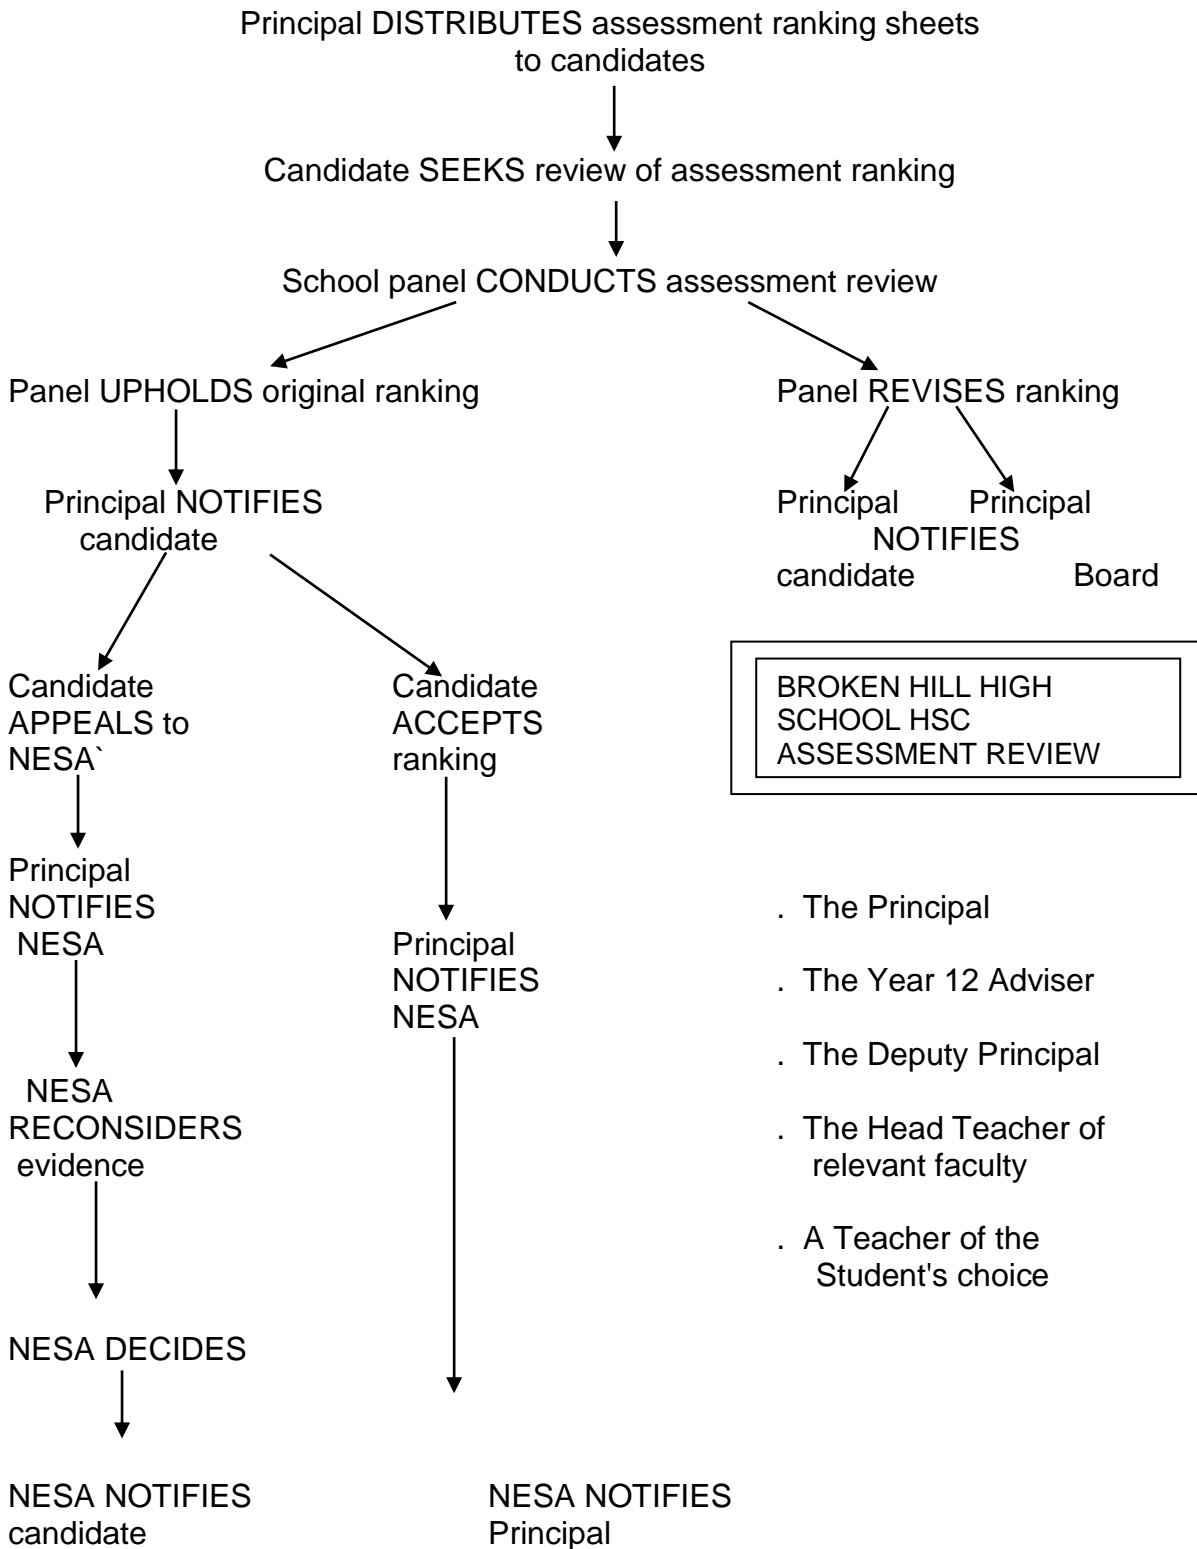 Principal DISTRIBUTES assessment ranking sheets
to candidates
Candidate SEEKS review of assessment ranking
School panel CONDUCTS assessment review
Panel UPHOLDS original ranking
Panel REVISES ranking
Principal NOTIFIES
candidate
Principal Principal
NOTIFIES
candidate Board
Candidate
APPEALS to
NESA`
Candidate
ACCEPTS
ranking
BROKEN HILL HIGH
SCHOOL HSC
ASSESSMENT REVIEW
Principal
NOTIFIES
NESA
Principal
NOTIFIES
NESA
. The Principal
. The Year 12 Adviser
. The Deputy Principal
. The Head Teacher of
relevant faculty
. A Teacher of the
Student's choice
NESA
RECONSIDERS
evidence
NESA DECIDES
NESA NOTIFIES
candidate
NESA NOTIFIES
Principal